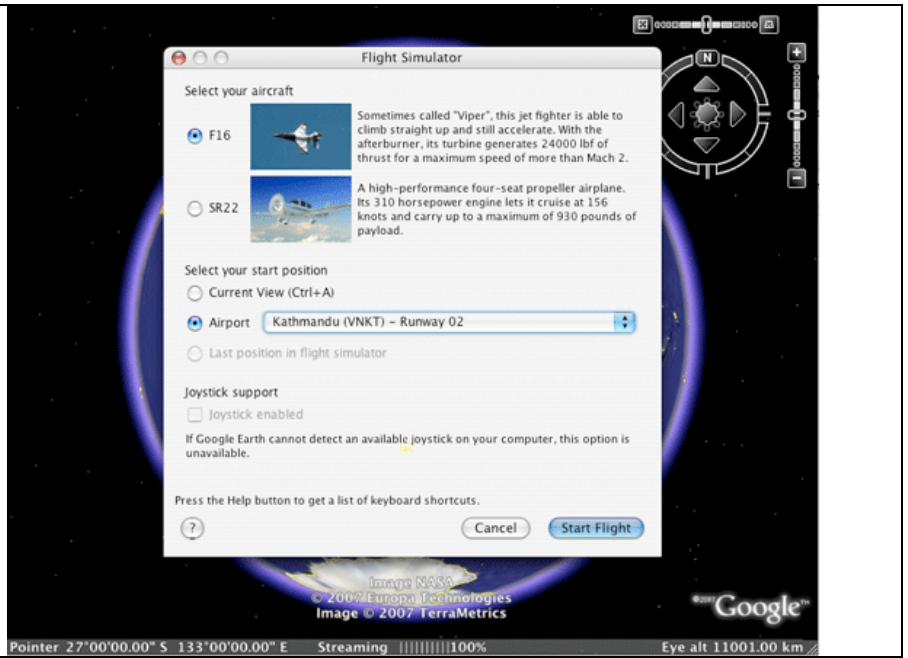 Flight Simulator
N
Select your aircraft
F16
Sometimes called "Viper", this jet fighter is able to
climb straight up and still accelerate. With the
afterburner, its turbine generates 24000 lbf of
thrust for a maximum speed of more than Mach 2.
SR22
A high-performance four-seat propeller airplane.
Its 310 horsepower engine lets it cruise at 156
knots and carry up to a maximum of 930 pounds of
payload.
Select your start position
Current View (Ctrl+A)
Airport Kathmandu (VNKT) - Runway 02
Last position in flight simulator
Joystick support
Joystick enabled
If Google Earth cannot detect an available joystick on your computer, this option is
unavailable.
Press the Help button to get a list of keyboard shortcuts.
? Cancel Start Flight
Image NASA
© 2007 Europa Technologies
Image © 2007 TerraMetrics
©2007 Google™
Pointer 27°00'00.00" S 133°00'00.00" E Streaming ||||||||||100% Eye alt 11001.00 km